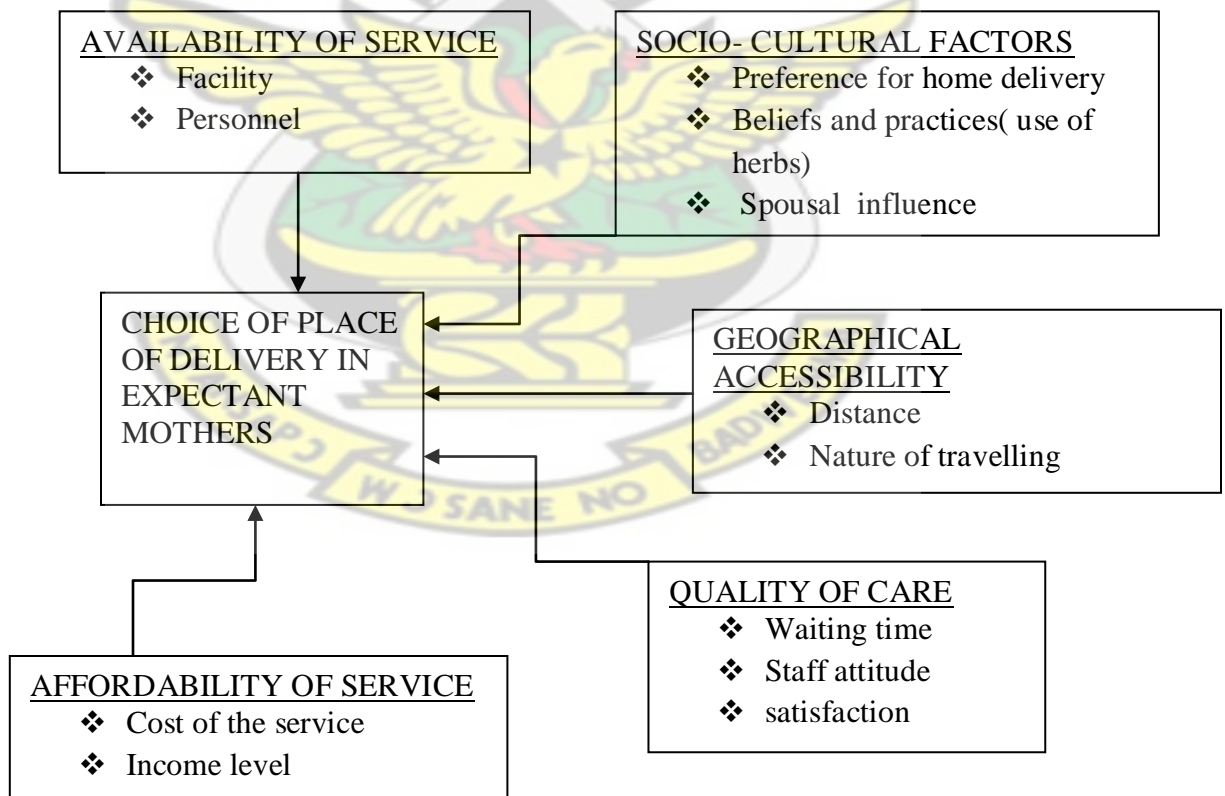 AVAILABILITY OF SERVICE
❖ Facility
❖ Personnel
SOCIO- CULTURAL FACTORS
❖ Preference for home delivery
❖ Beliefs and practices( use of
herbs)
❖ Spousal influence
CHOICE OF PLACE
OF DELIVERY IN
EXPECTANT
MOTHERS
GEOGRAPHICAL
ACCESSIBILITY
❖ Distance
❖ Nature of travelling
QUALITY OF CARE
❖ Waiting time
❖ Staff attitude
❖ satisfaction
AFFORDABILITY OF SERVICE
❖ Cost of the service
❖ Income level
W Ɔ SANE NO